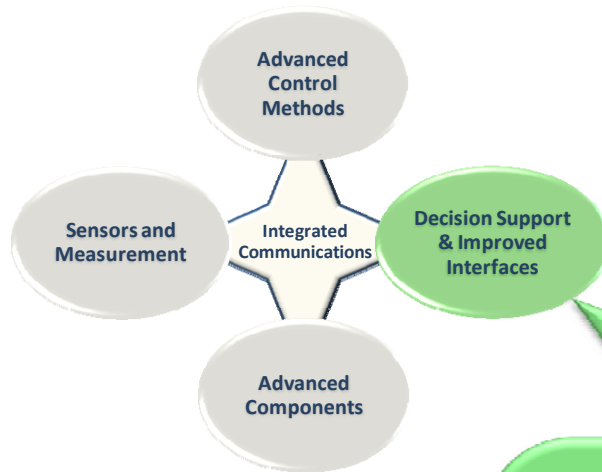 Advanced
Control
Methods
Sensors and
Measurement
Integrated
Communications
Decision Support
& Improved
Interfaces
Advanced
Components